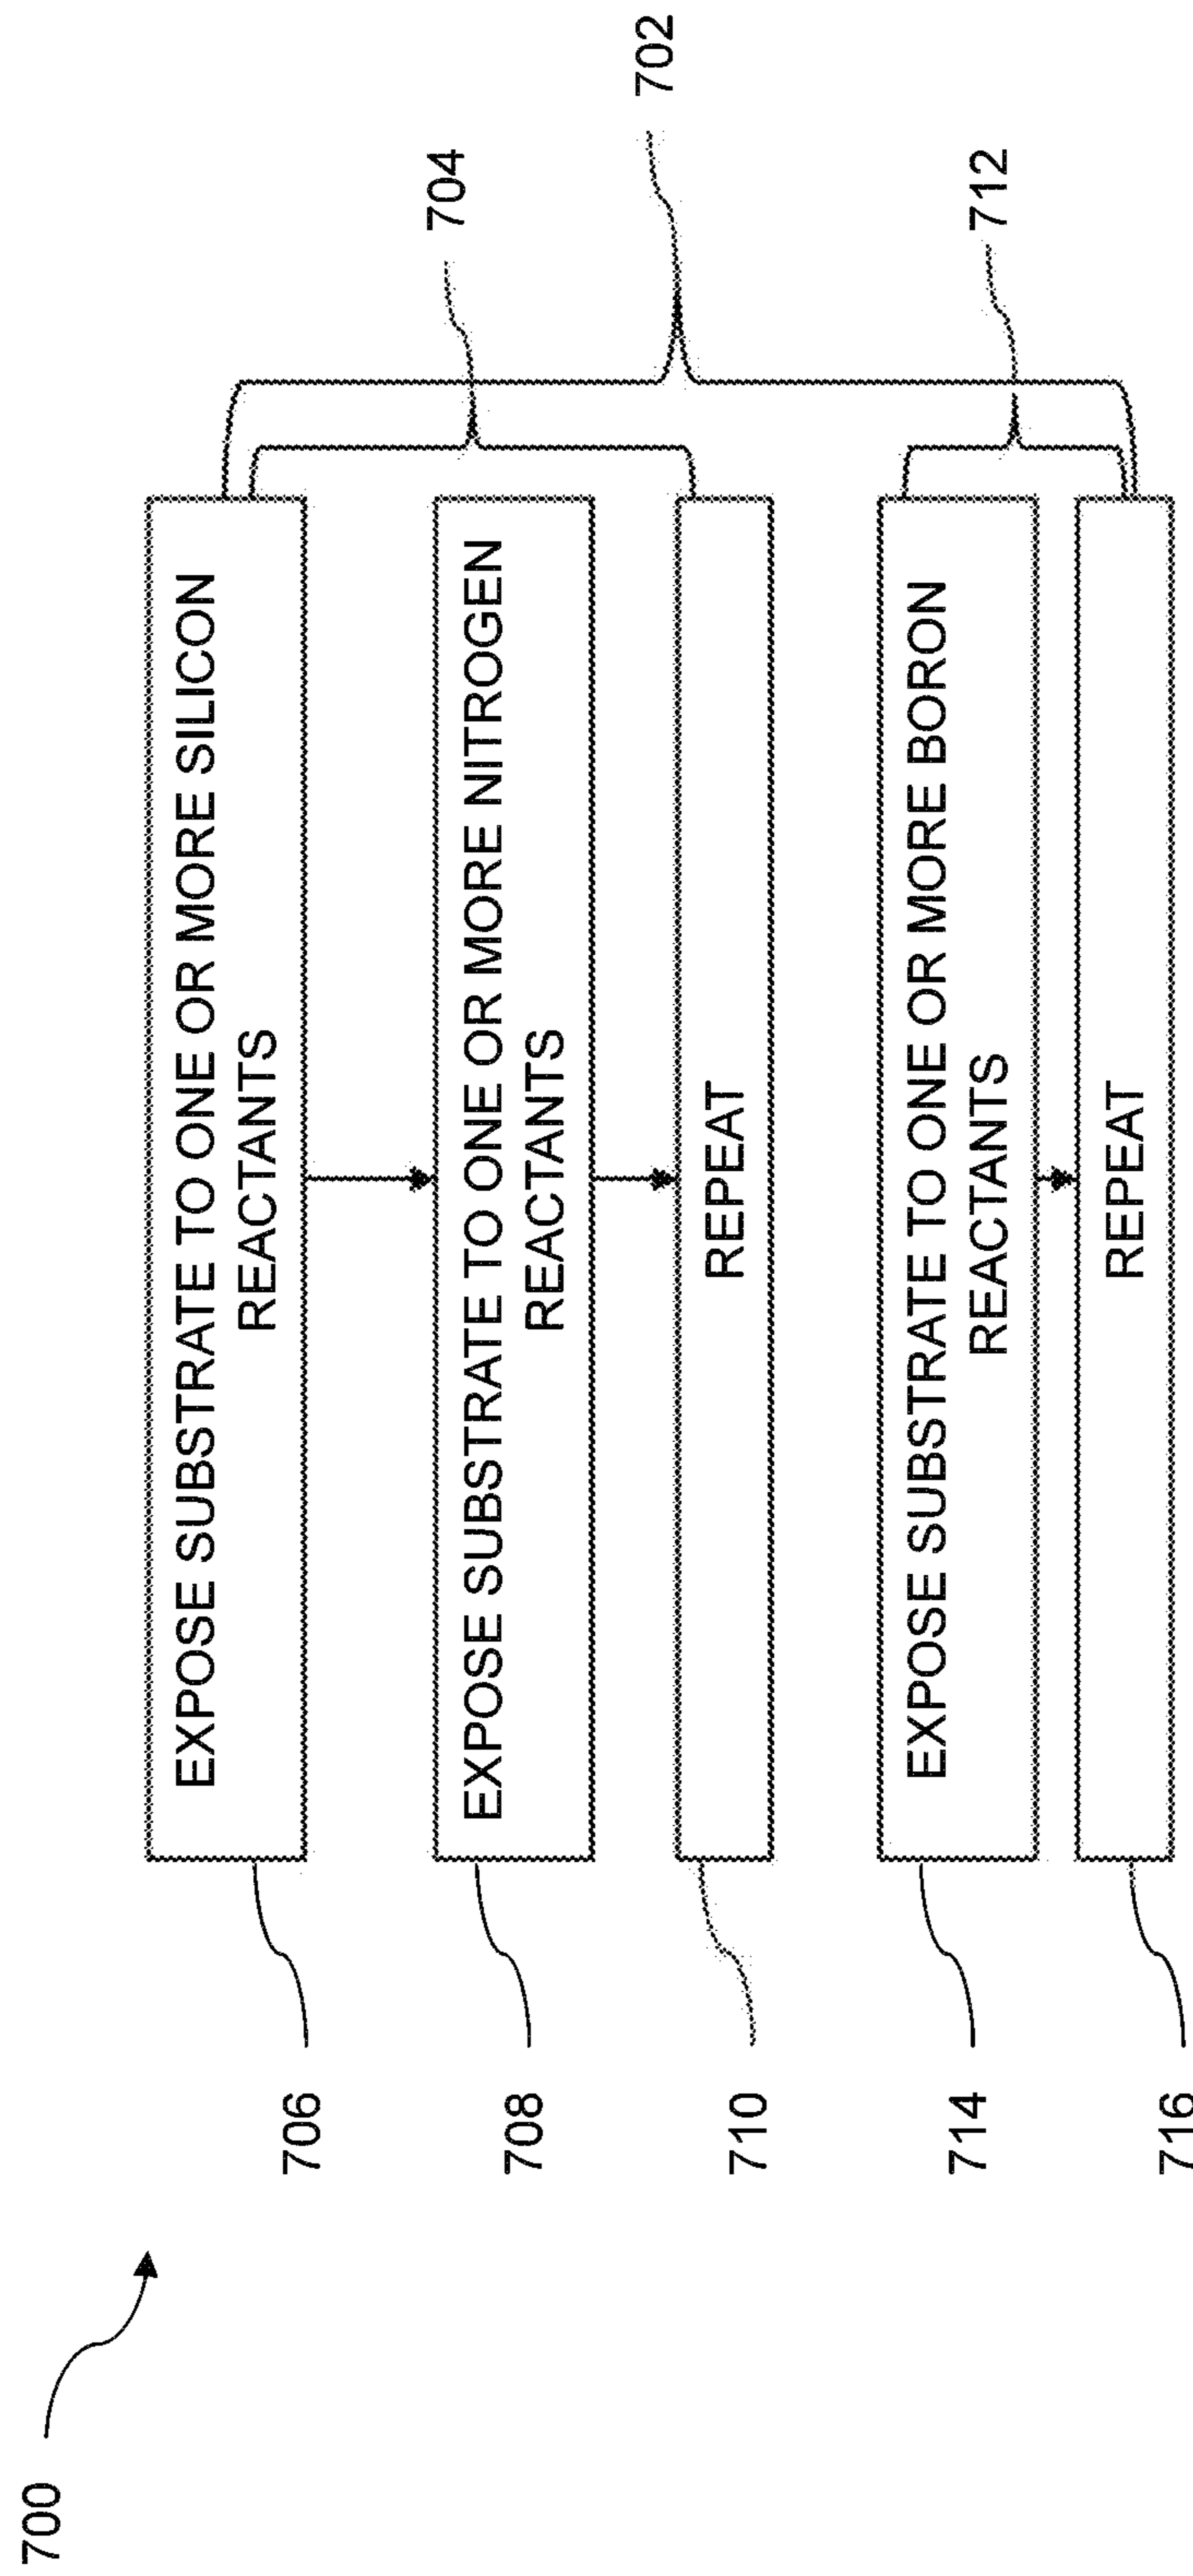 700
702
706
EXPOSE SUBSTRATE TO ONE OR MORE SILICON
REACTANTS
704
708
EXPOSE SUBSTRATE TO ONE OR MORE NITROGEN
REACTANTS
710
REPEAT
714
EXPOSE SUBSTRATE TO ONE OR MORE BORON
REACTANTS
712
716
REPEAT